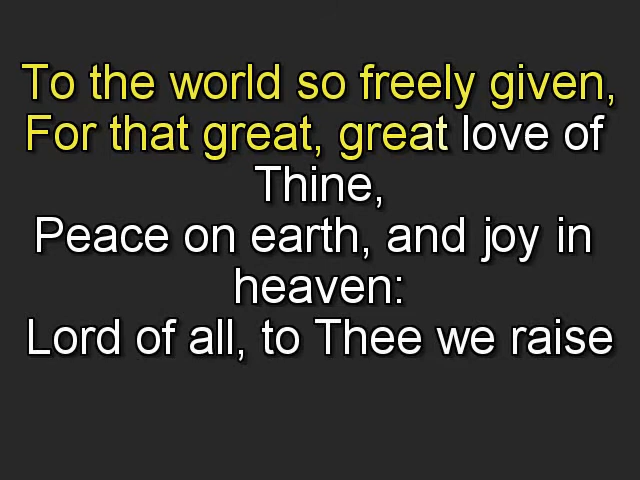 To the world so freely given,
For that great, great love of
Thine,
Peace on earth, and joy in
heaven:
Lord of all, to Thee we raise